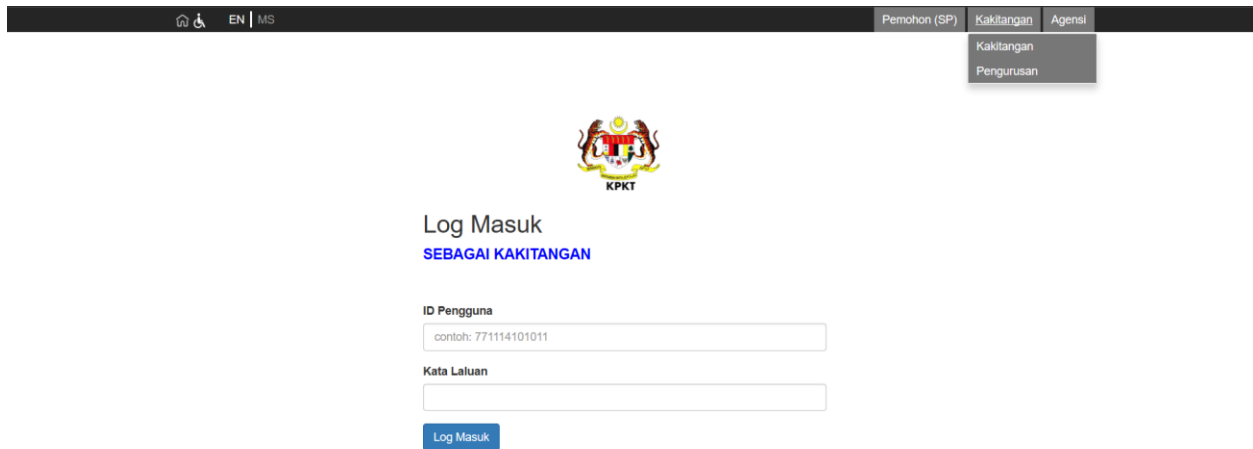 EN MS Pemohon (SP) Kakitangan Agensi
Kakitangan
Pengurusan
KPKT
Log Masuk
SEBAGAI KAKITANGAN
ID Pengguna
contoh: 771114101011
Kata Laluan
Log Masuk